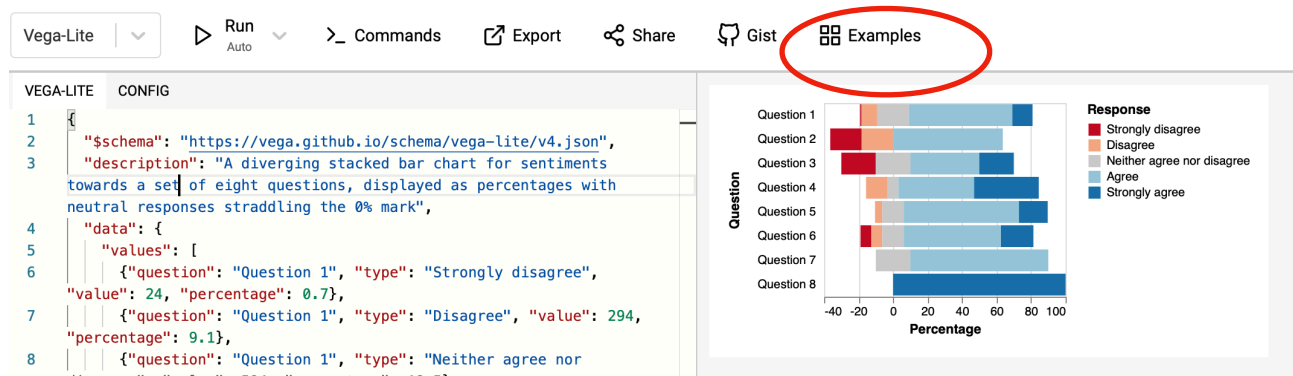 Vega-Lite
Run
Auto
Commands
Export
Share
Gist
Examples
VEGA-LITE
CONFIG
1 {
2 "$schema": "https://vega.github.io/schema/vega-lite/v4.json",
3 "description": "A diverging stacked bar chart for sentiments
towards a set of eight questions, displayed as percentages with
neutral responses straddling the 0% mark",
4 "data": {
5 "values": [
6 {"question": "Question 1", "type": "Strongly disagree",
"value": 24, "percentage": 0.7},
7 {"question": "Question 1", "type": "Disagree", "value": 294,
"percentage": 9.1},
8 {"question": "Question 1", "type": "Neither agree nor
Question
Question 1
Question 2
Question 3
Question 4
Question 5
Question 6
Question 7
Question 8
-40 -20 0 20 40 60 80 100
Percentage
Response
Strongly disagree
Disagree
Neither agree nor disagree
Agree
Strongly agree